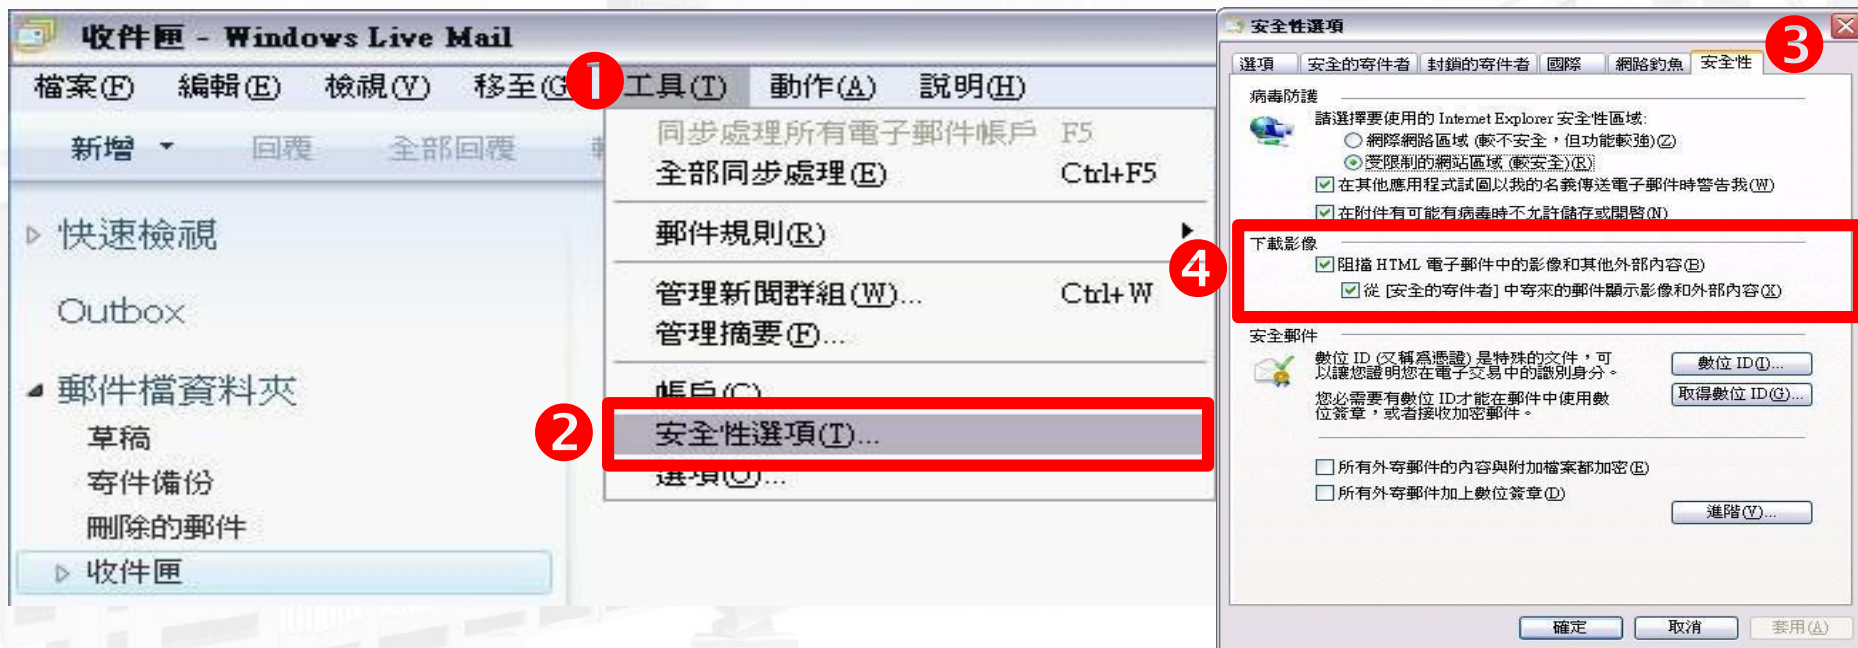 收件匣 - Windows Live Mail
檔案(F) 編輯(E) 檢視(V) 移至(G 1 工具(T) 動作(A) 說明(H)
新增 回覆 全部回覆
同步處理所有電子郵件帳戶 F5
全部同步處理(E) Ctrl+F5
郵件規則(R)
管理新聞群組(W)... Ctrl+W
管理摘要(F)...
帳戶(C)...
2 安全性選項(T)...
選項(O)...
快速檢視
Outbox
郵件檔資料夾
草稿
寄件備份
刪除的郵件
收件匣
安全性選項
3
選項 安全的寄件者 封鎖的寄件者 國際 網路釣魚 安全性
病毒防護
請選擇要使用的 Internet Explorer 安全性區域:
網際網路區域 (較不安全，但功能較強)(Z)
受限制的網站區域 (較安全)(R)
在其他應用程式試圖以我的名義傳送電子郵件時警告我(W)
在附件有可能有病毒時不允許儲存或開啟(N)
4
下載影像
阻擋 HTML 電子郵件中的影像和其他外部內容(B)
從 [安全的寄件者] 中寄來的郵件顯示影像和外部內容(X)
安全郵件
數位 ID (又稱為憑證) 是特殊的文件，可
以讓您證明您在電子交易中的識別身分。
數位 ID(I)...
您必需要有數位 ID才能在郵件中使用數
位簽章，或者接收加密郵件。
取得數位 ID(G)...
所有外寄郵件的內容與附加檔案都加密(E)
所有外寄郵件加上數位簽章(D)
進階(V)...
確定 取消 套用(A)